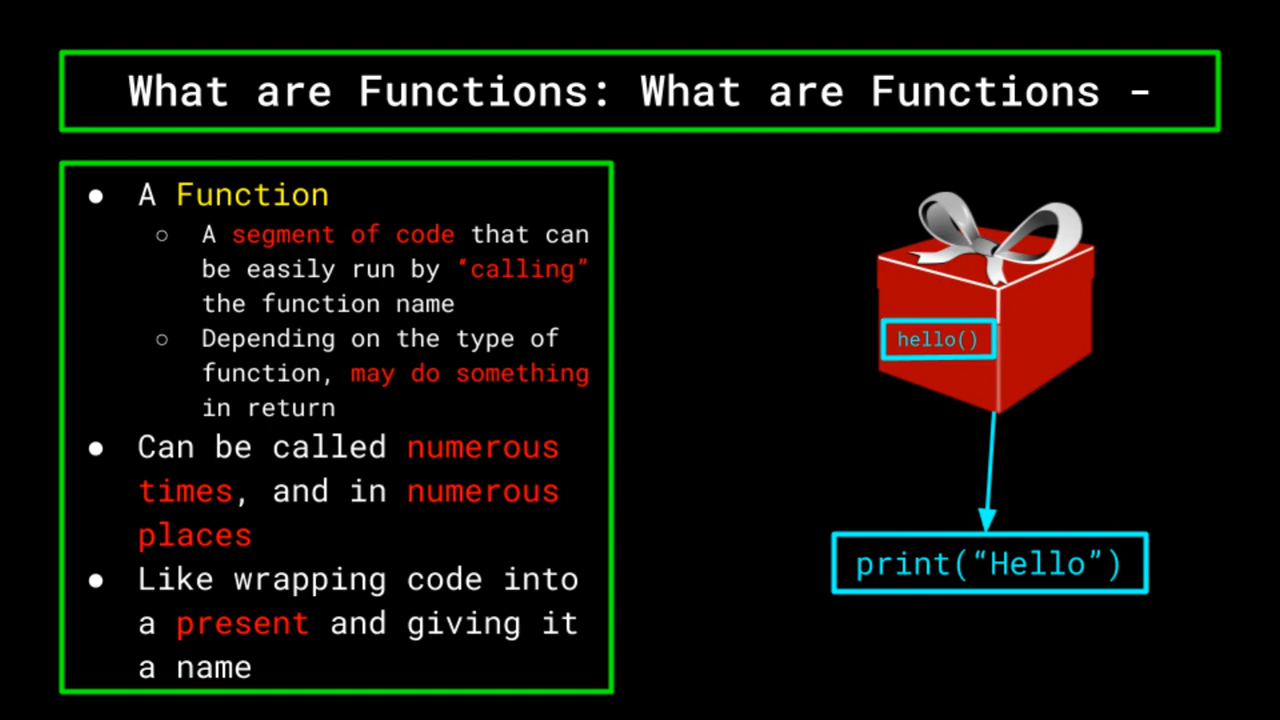 What are Functions: What are Functions -
● A Function
○ A segment of code that can
be easily run by “calling”
the function name
○ Depending on the type of
function, may do something
in return
● Can be called numerous
times, and in numerous
places
● Like wrapping code into
a present and giving it
a name
hello()
print(“Hello”)